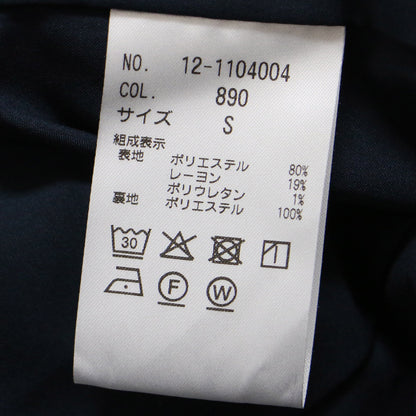 NO. 12-1104004
COL. 890
サイズ S
組成表示
表地 ポリエステル 80%
レーヨン 19%
ポリウレタン 1%
裏地 ポリエステル 100%
30
F W